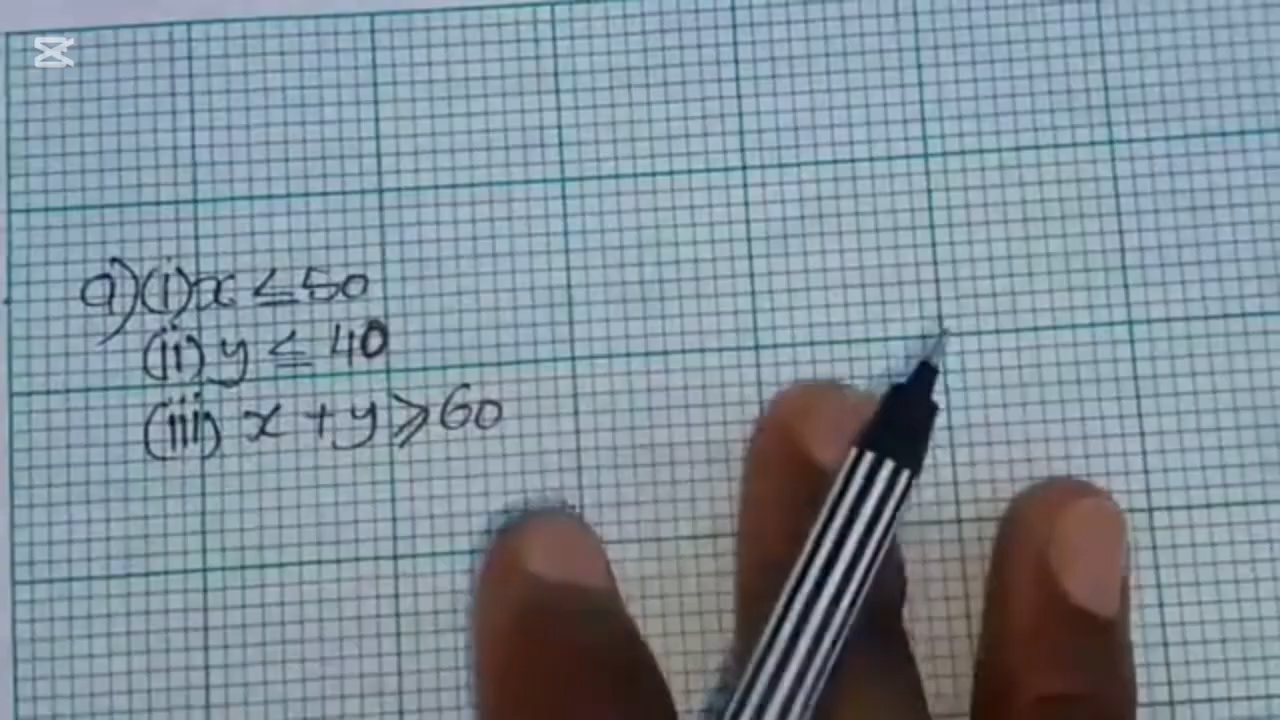 a) (i) x ≤ 50
(ii) y ≤ 40
(iii) x + y ⩾ 60